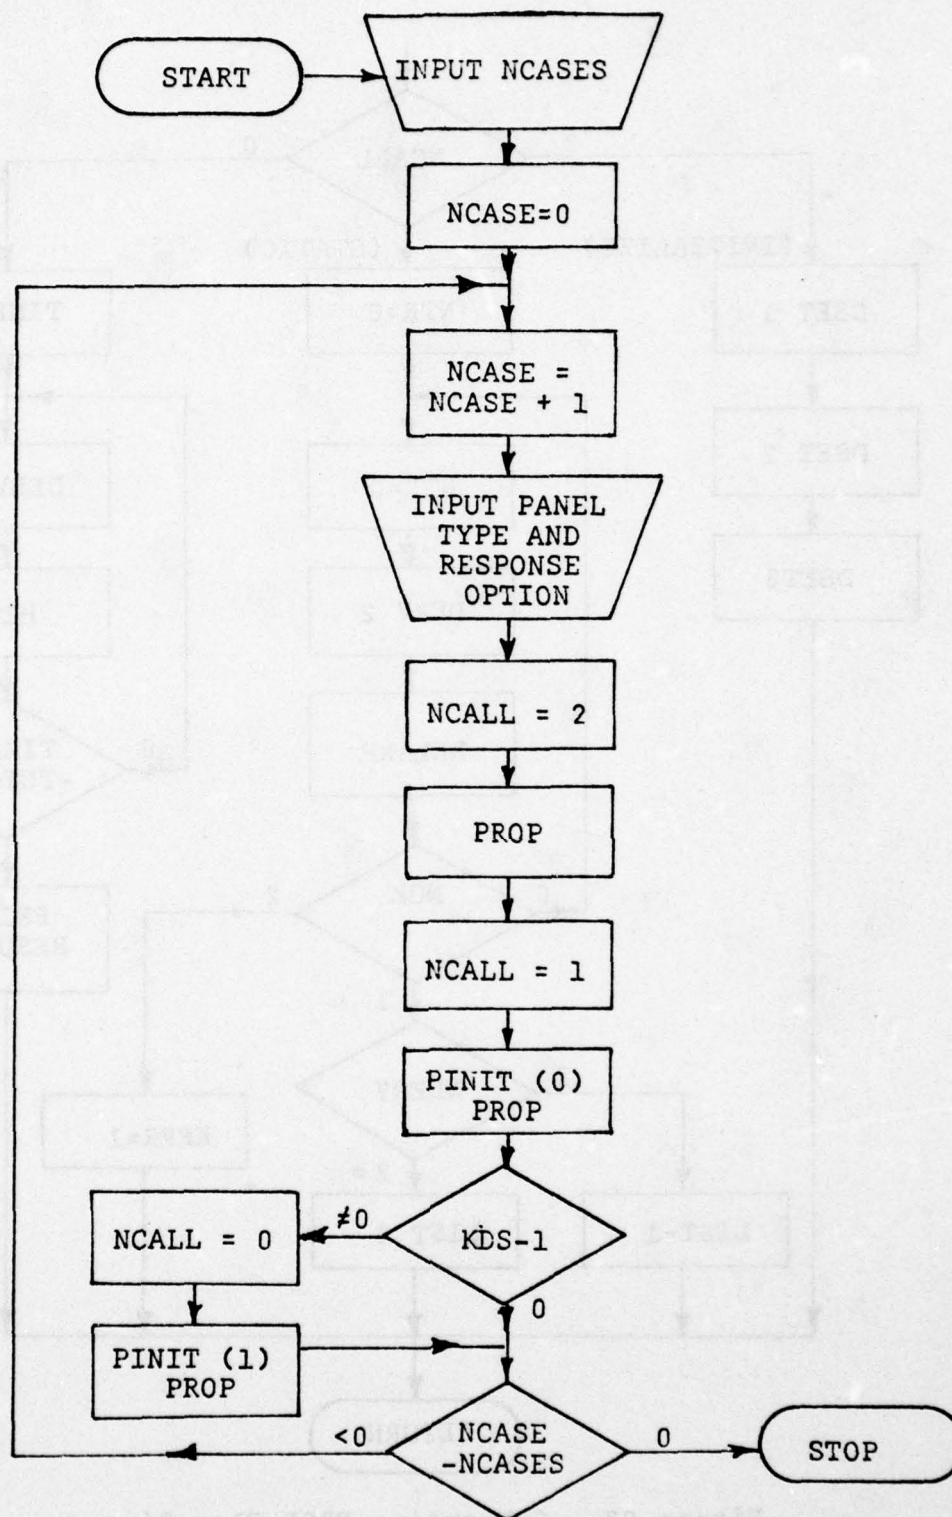 START
INPUT NCASES
NCASE=0
NCASE =
NCASE + 1
INPUT PANEL
TYPE AND
RESPONSE
OPTION
NCALL = 2
PROP
NCALL = 1
PINIT (0)
PROP
KDS-1
≠0
0
NCALL = 0
PINIT (1)
PROP
NCASE
-NCASES
<0
0
STOP